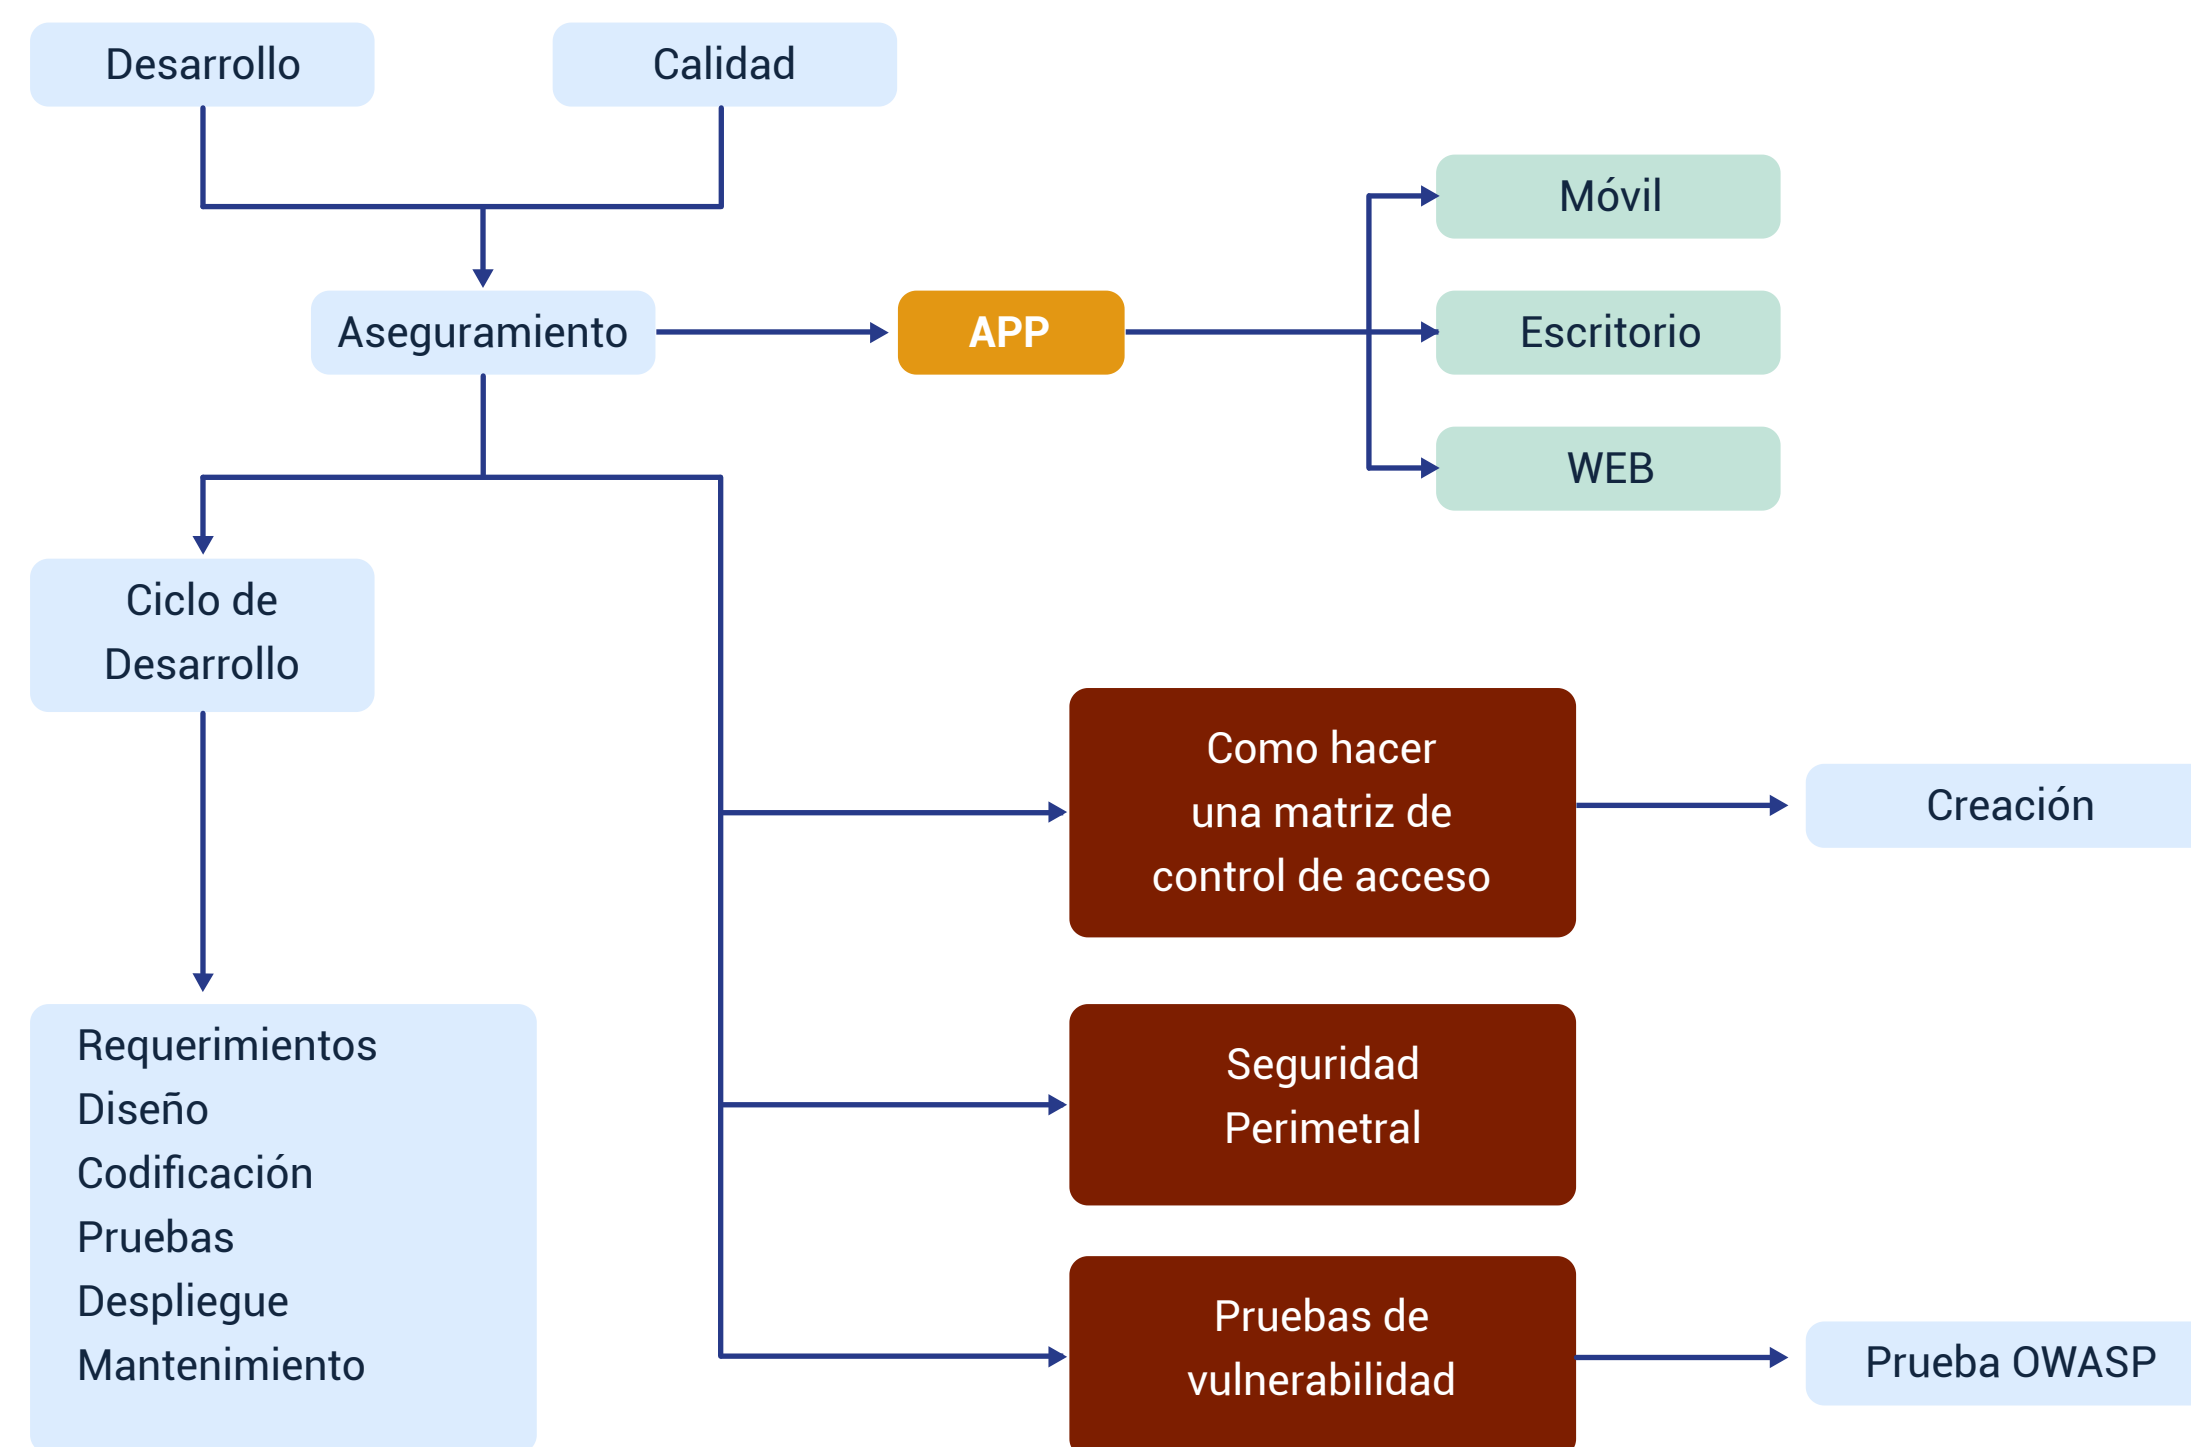 Desarrollo
Calidad
Móvil
Aseguramiento
APP
Escritorio
WEB
Ciclo de
Desarrollo
Como hacer
una matriz de
control de acceso
Creación
Requerimientos
Diseño
Codificación
Pruebas
Despliegue
Mantenimiento
Seguridad
Perimetral
Pruebas de
vulnerabilidad
Prueba OWASP